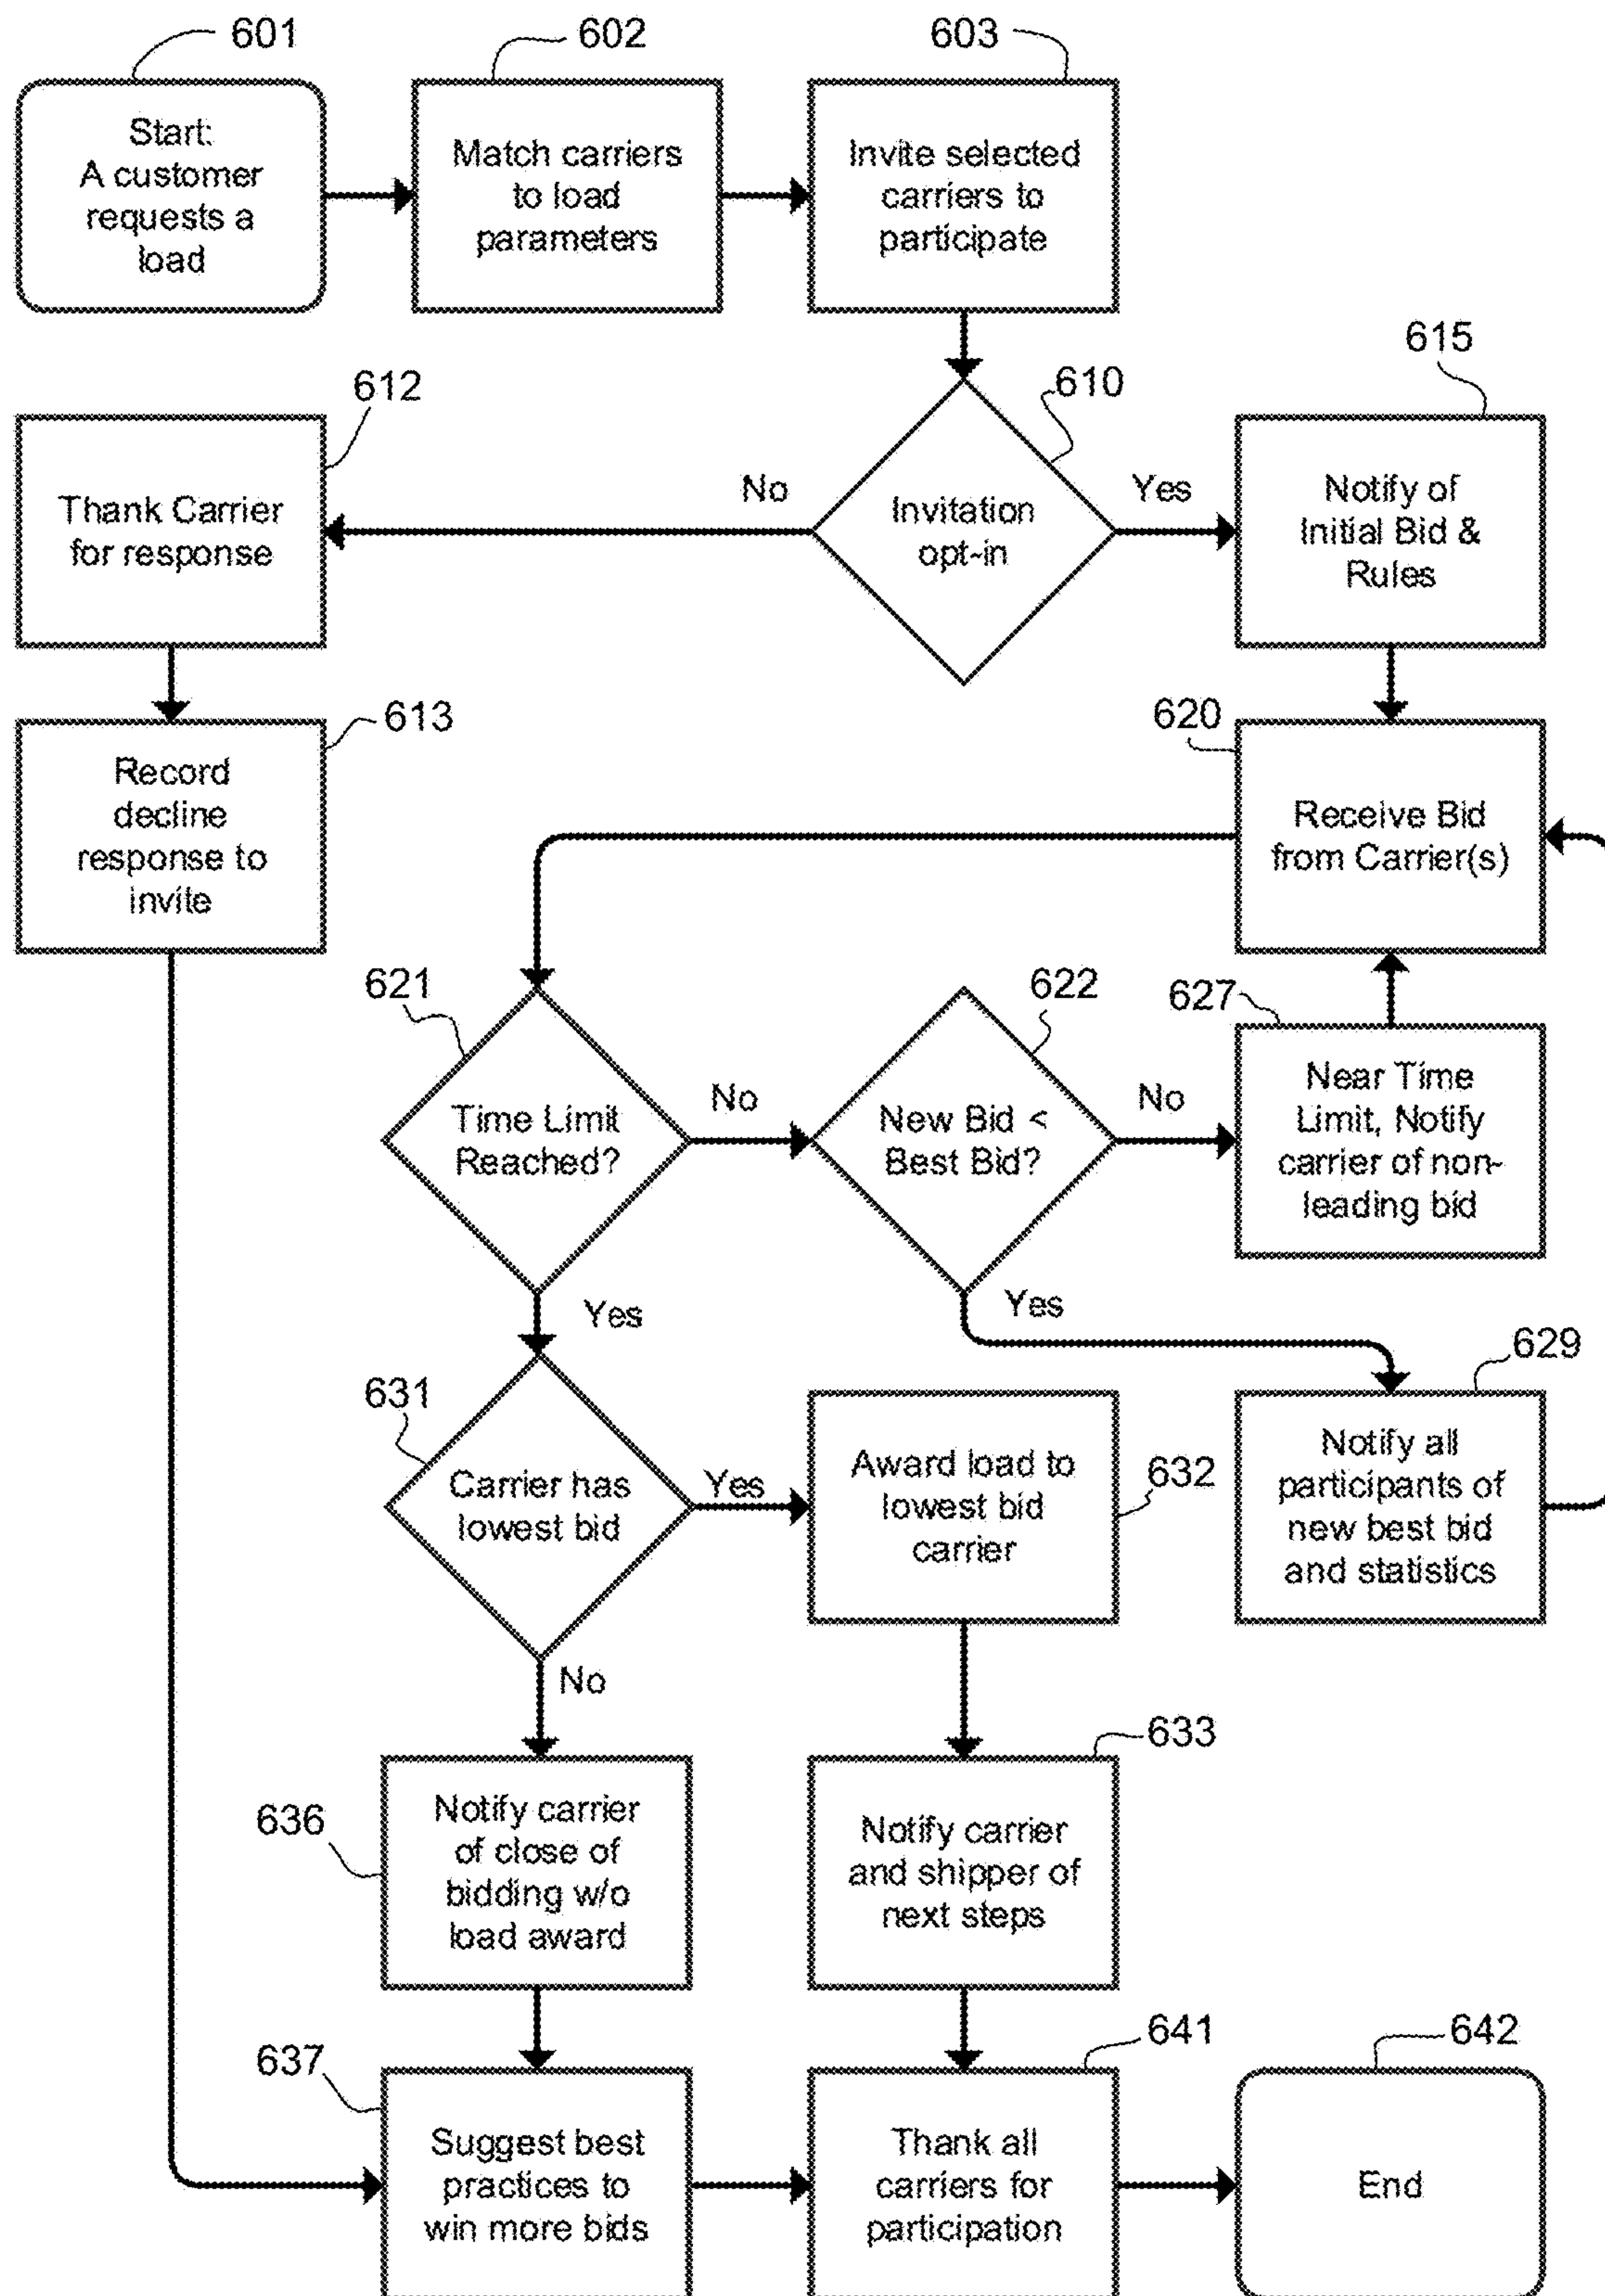 601
602
603
Start:
A customer
requests a
load
Match carriers
to load
parameters
Invite selected
carriers to
participate
612
610
615
Thank Carrier
for response
No
Invitation
opt-in
Yes
Notify of
Initial Bid &
Rules
613
620
Record
decline
response to
invite
Receive Bid
from Carrier(s)
621
622
627
Time Limit
Reached?
No
New Bid <
Best Bid?
No
Near Time
Limit, Notify
carrier of non-
leading bid
Yes
Yes
629
631
Carrier has
lowest bid
Yes
Award load to
lowest bid
carrier
632
Notify all
participants of
new best bid
and statistics
No
633
636
Notify carrier
of close of
bidding w/o
load award
Notify carrier
and shipper of
next steps
637
641
642
Suggest best
practices to
win more bids
Thank all
carriers for
participation
End